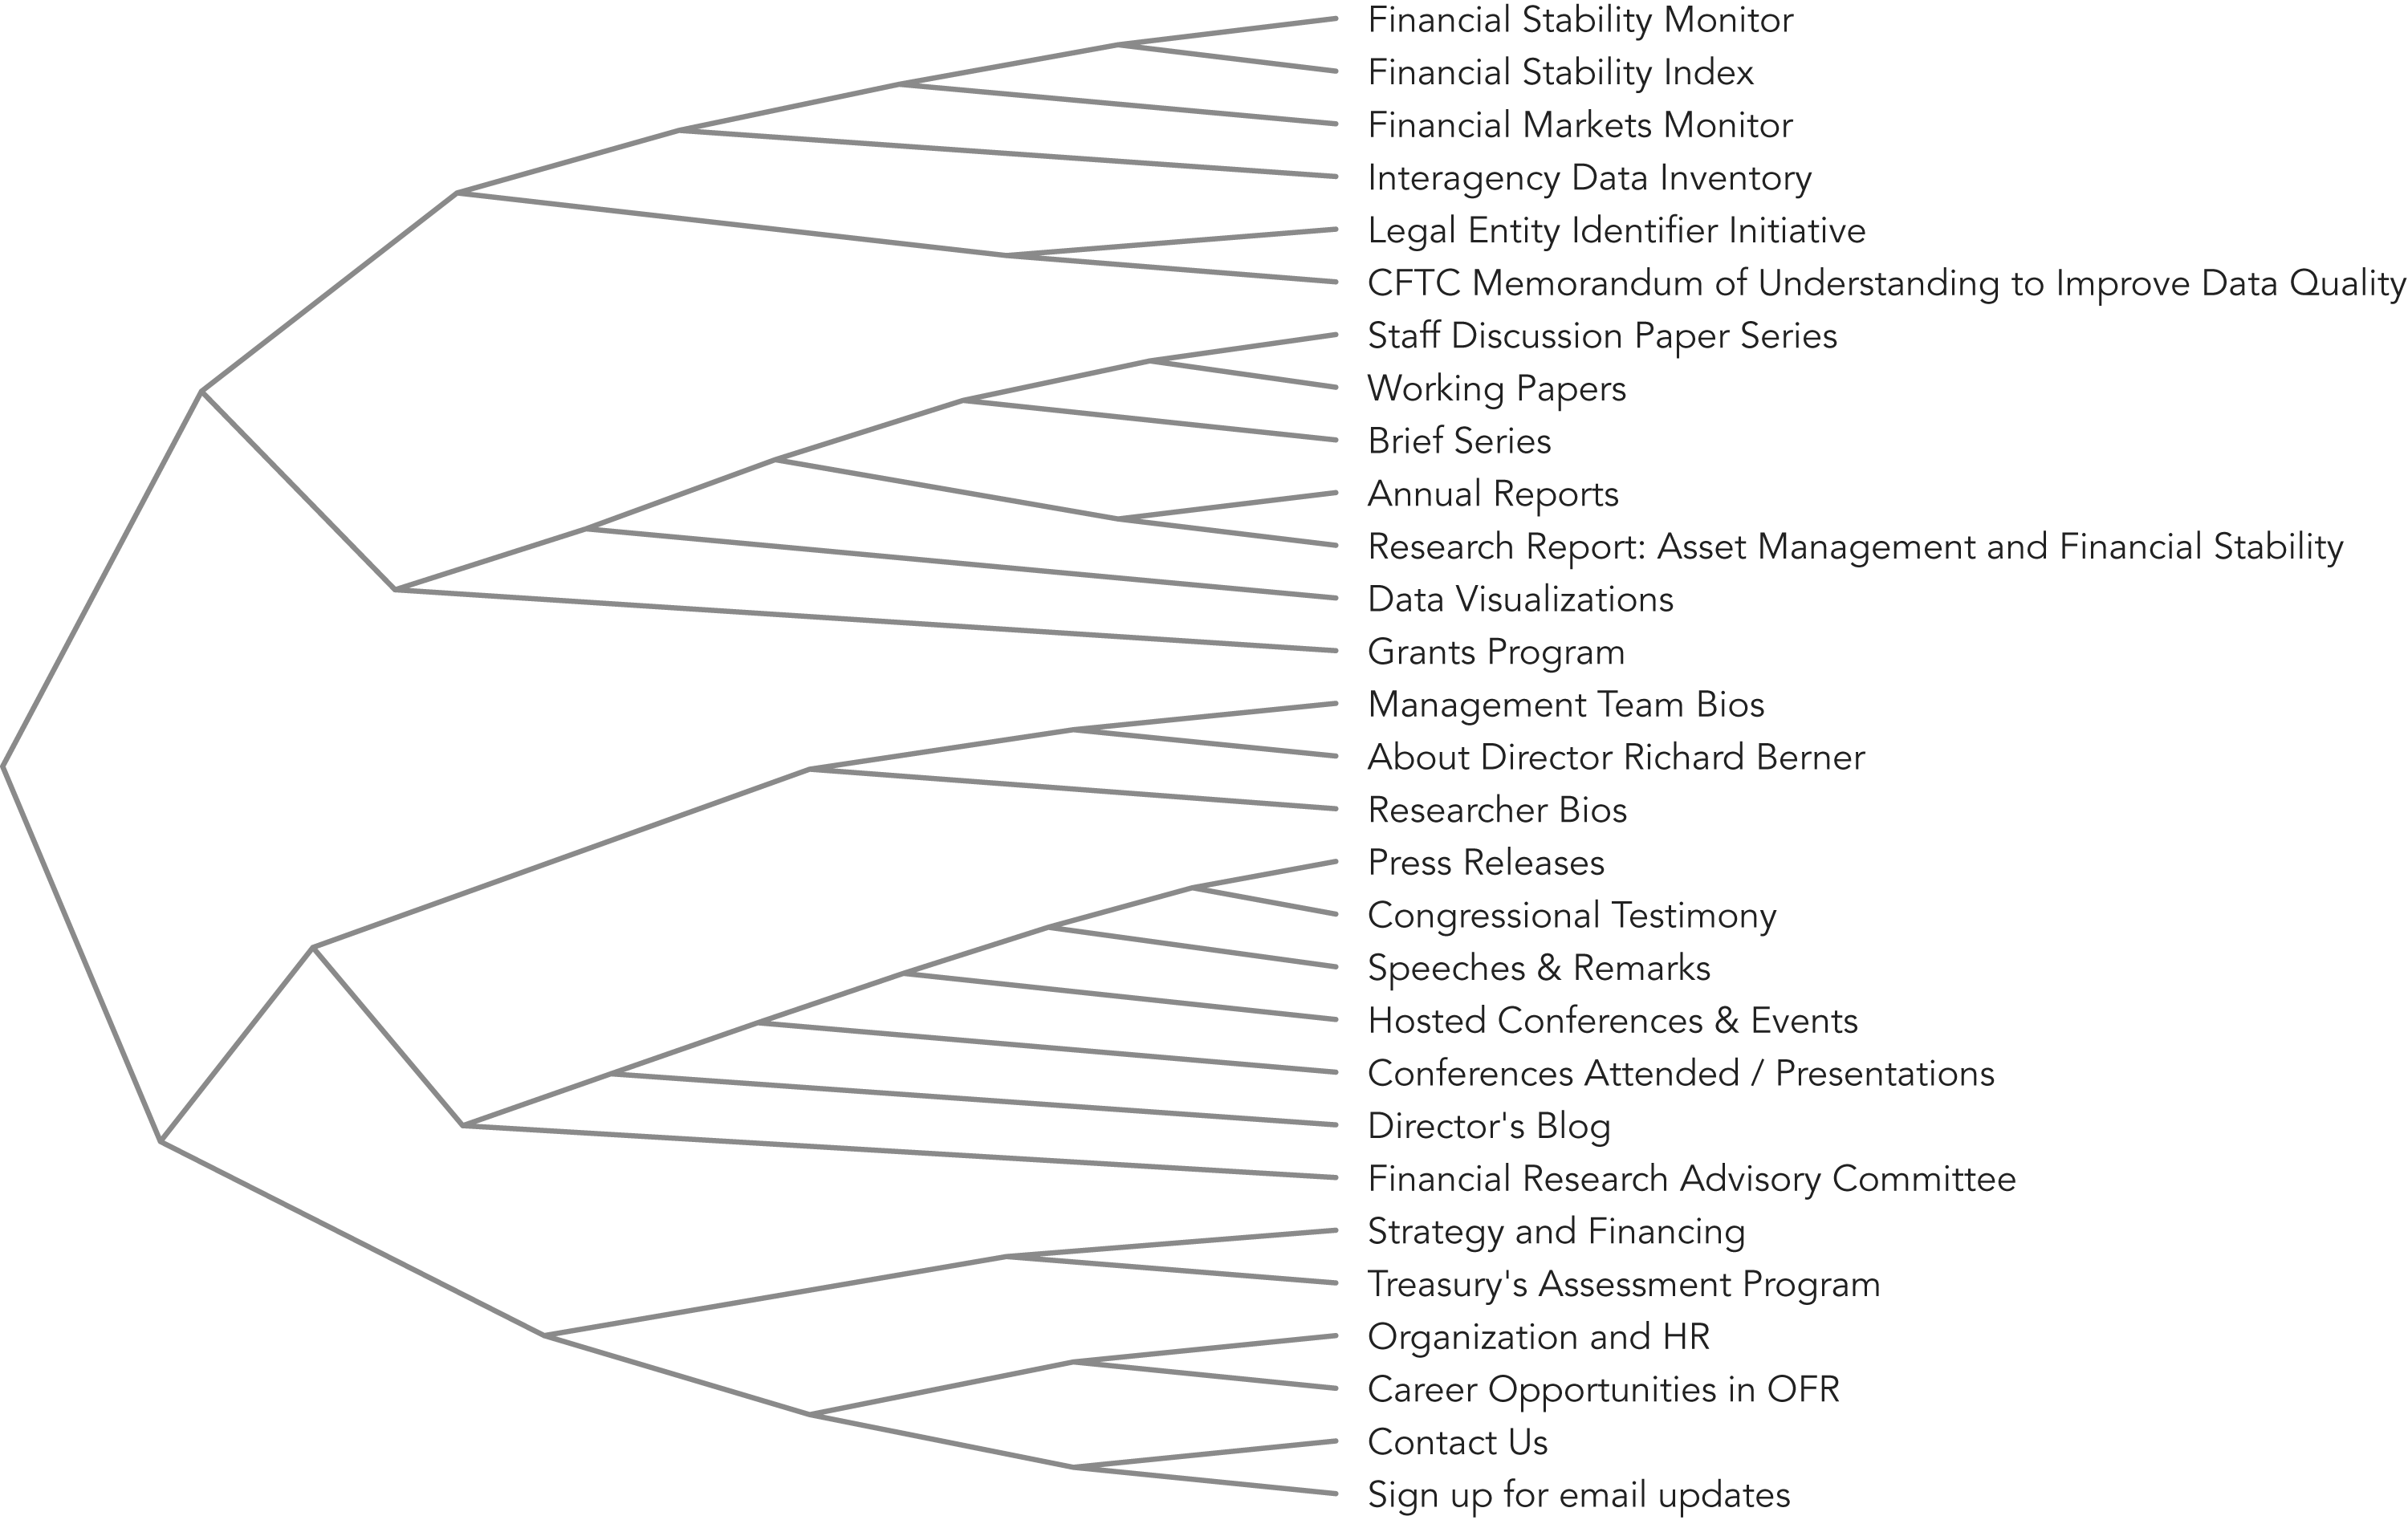 Financial Stability Monitor
Financial Stability Index
Financial Markets Monitor
Interagency Data Inventory
Legal Entity Identifier Initiative
CFTC Memorandum of Understanding to Improve Data Quality
Staff Discussion Paper Series
Working Papers
Brief Series
Annual Reports
Research Report: Asset Management and Financial Stability
Data Visualizations
Grants Program
Management Team Bios
About Director Richard Berner
Researcher Bios
Press Releases
Congressional Testimony
Speeches & Remarks
Hosted Conferences & Events
Conferences Attended / Presentations
Director's Blog
Financial Research Advisory Committee
Strategy and Financing
Treasury's Assessment Program
Organization and HR
Career Opportunities in OFR
Contact Us
Sign up for email updates